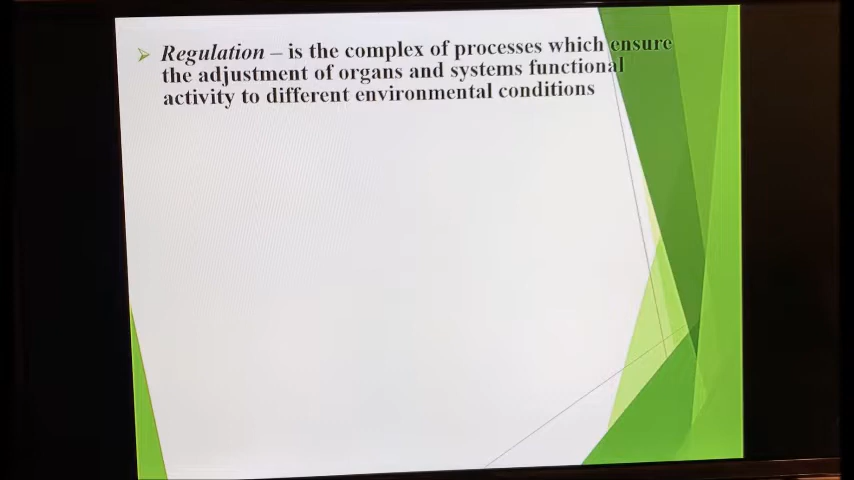 Regulation – is the complex of processes which ensure
the adjustment of organs and systems functional
activity to different environmental conditions